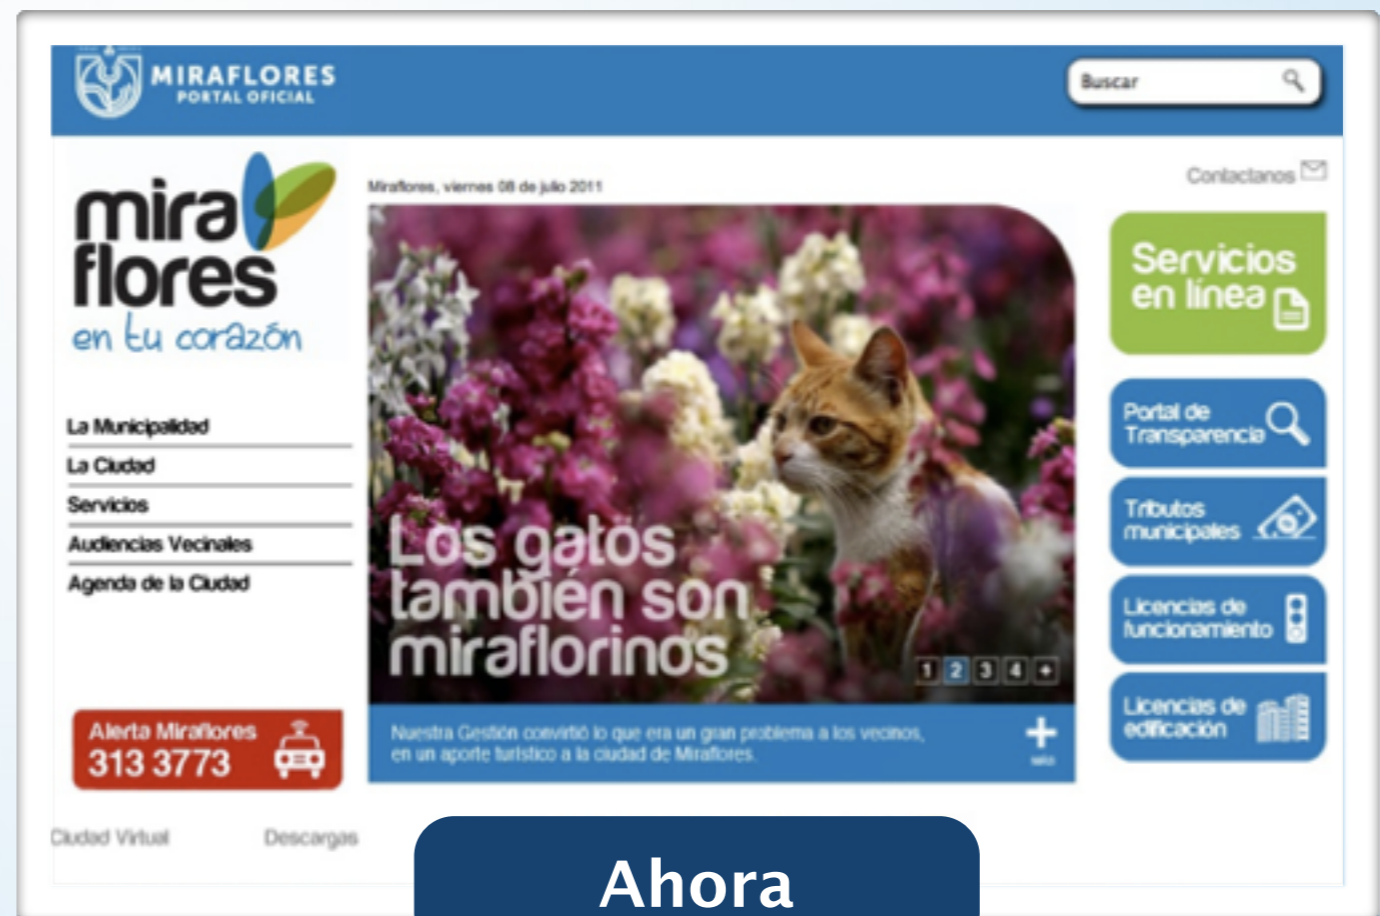 MIRAFLORES
PORTAL OFICIAL
Buscar
mira
flores
en tu corazón
Miraflores, viernes 08 de julio 2011
Contactanos
La Municipalidad
La Ciudad
Servicios
Audiencias Vecinales
Agenda de la Ciudad
Alerta Miraflores
313 3773
Los gatos
también son
miraflorinos
1 2 3 4 +
Nuestra Gestión convirtió lo que era un gran problema a los vecinos,
en un aporte turístico a la ciudad de Miraflores.
Servicios
en línea
Portal de
Transparencia
Tributos
municipales
Licencias de
funcionamiento
Licencias de
edificación
Ciudad Virtual
Descargas
Ahora